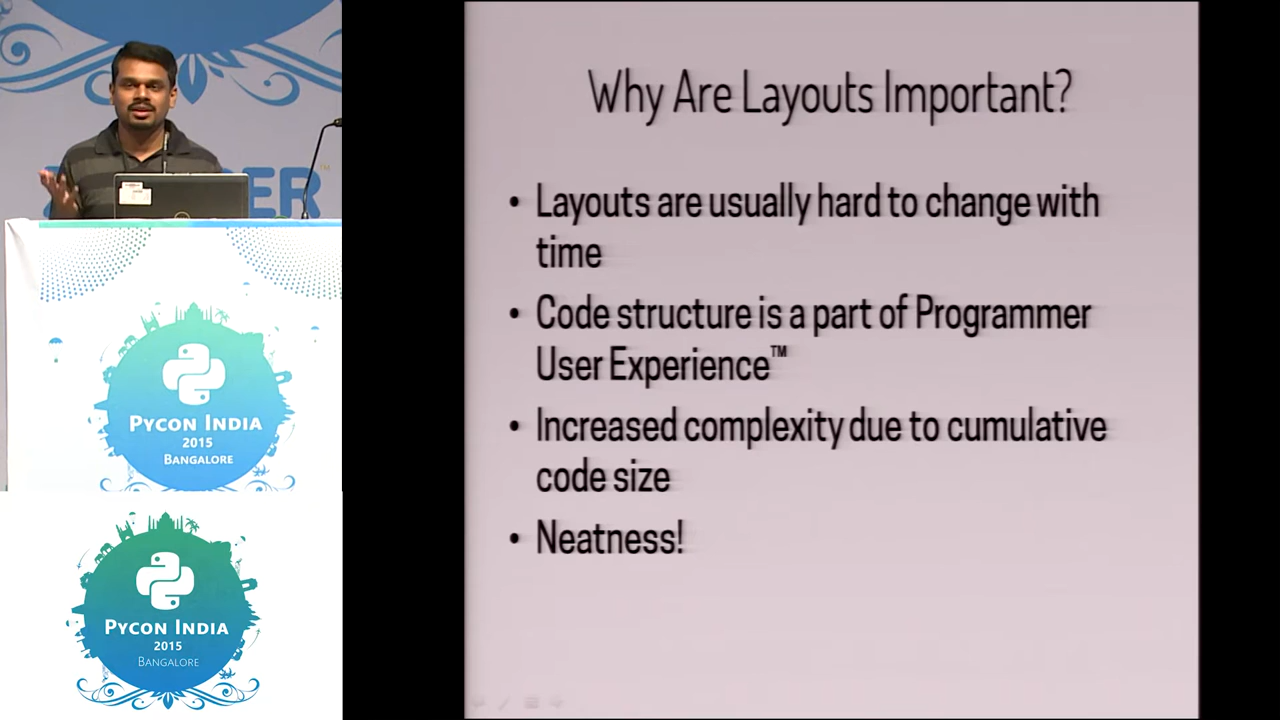 Why Are Layouts Important?
• Layouts are usually hard to change with
time
• Code structure is a part of Programmer
User Experience™
• Increased complexity due to cumulative
code size
• Neatness!
ER™
PYCON INDIA
2015
BANGALORE
PYCON INDIA
2015
BANGALORE